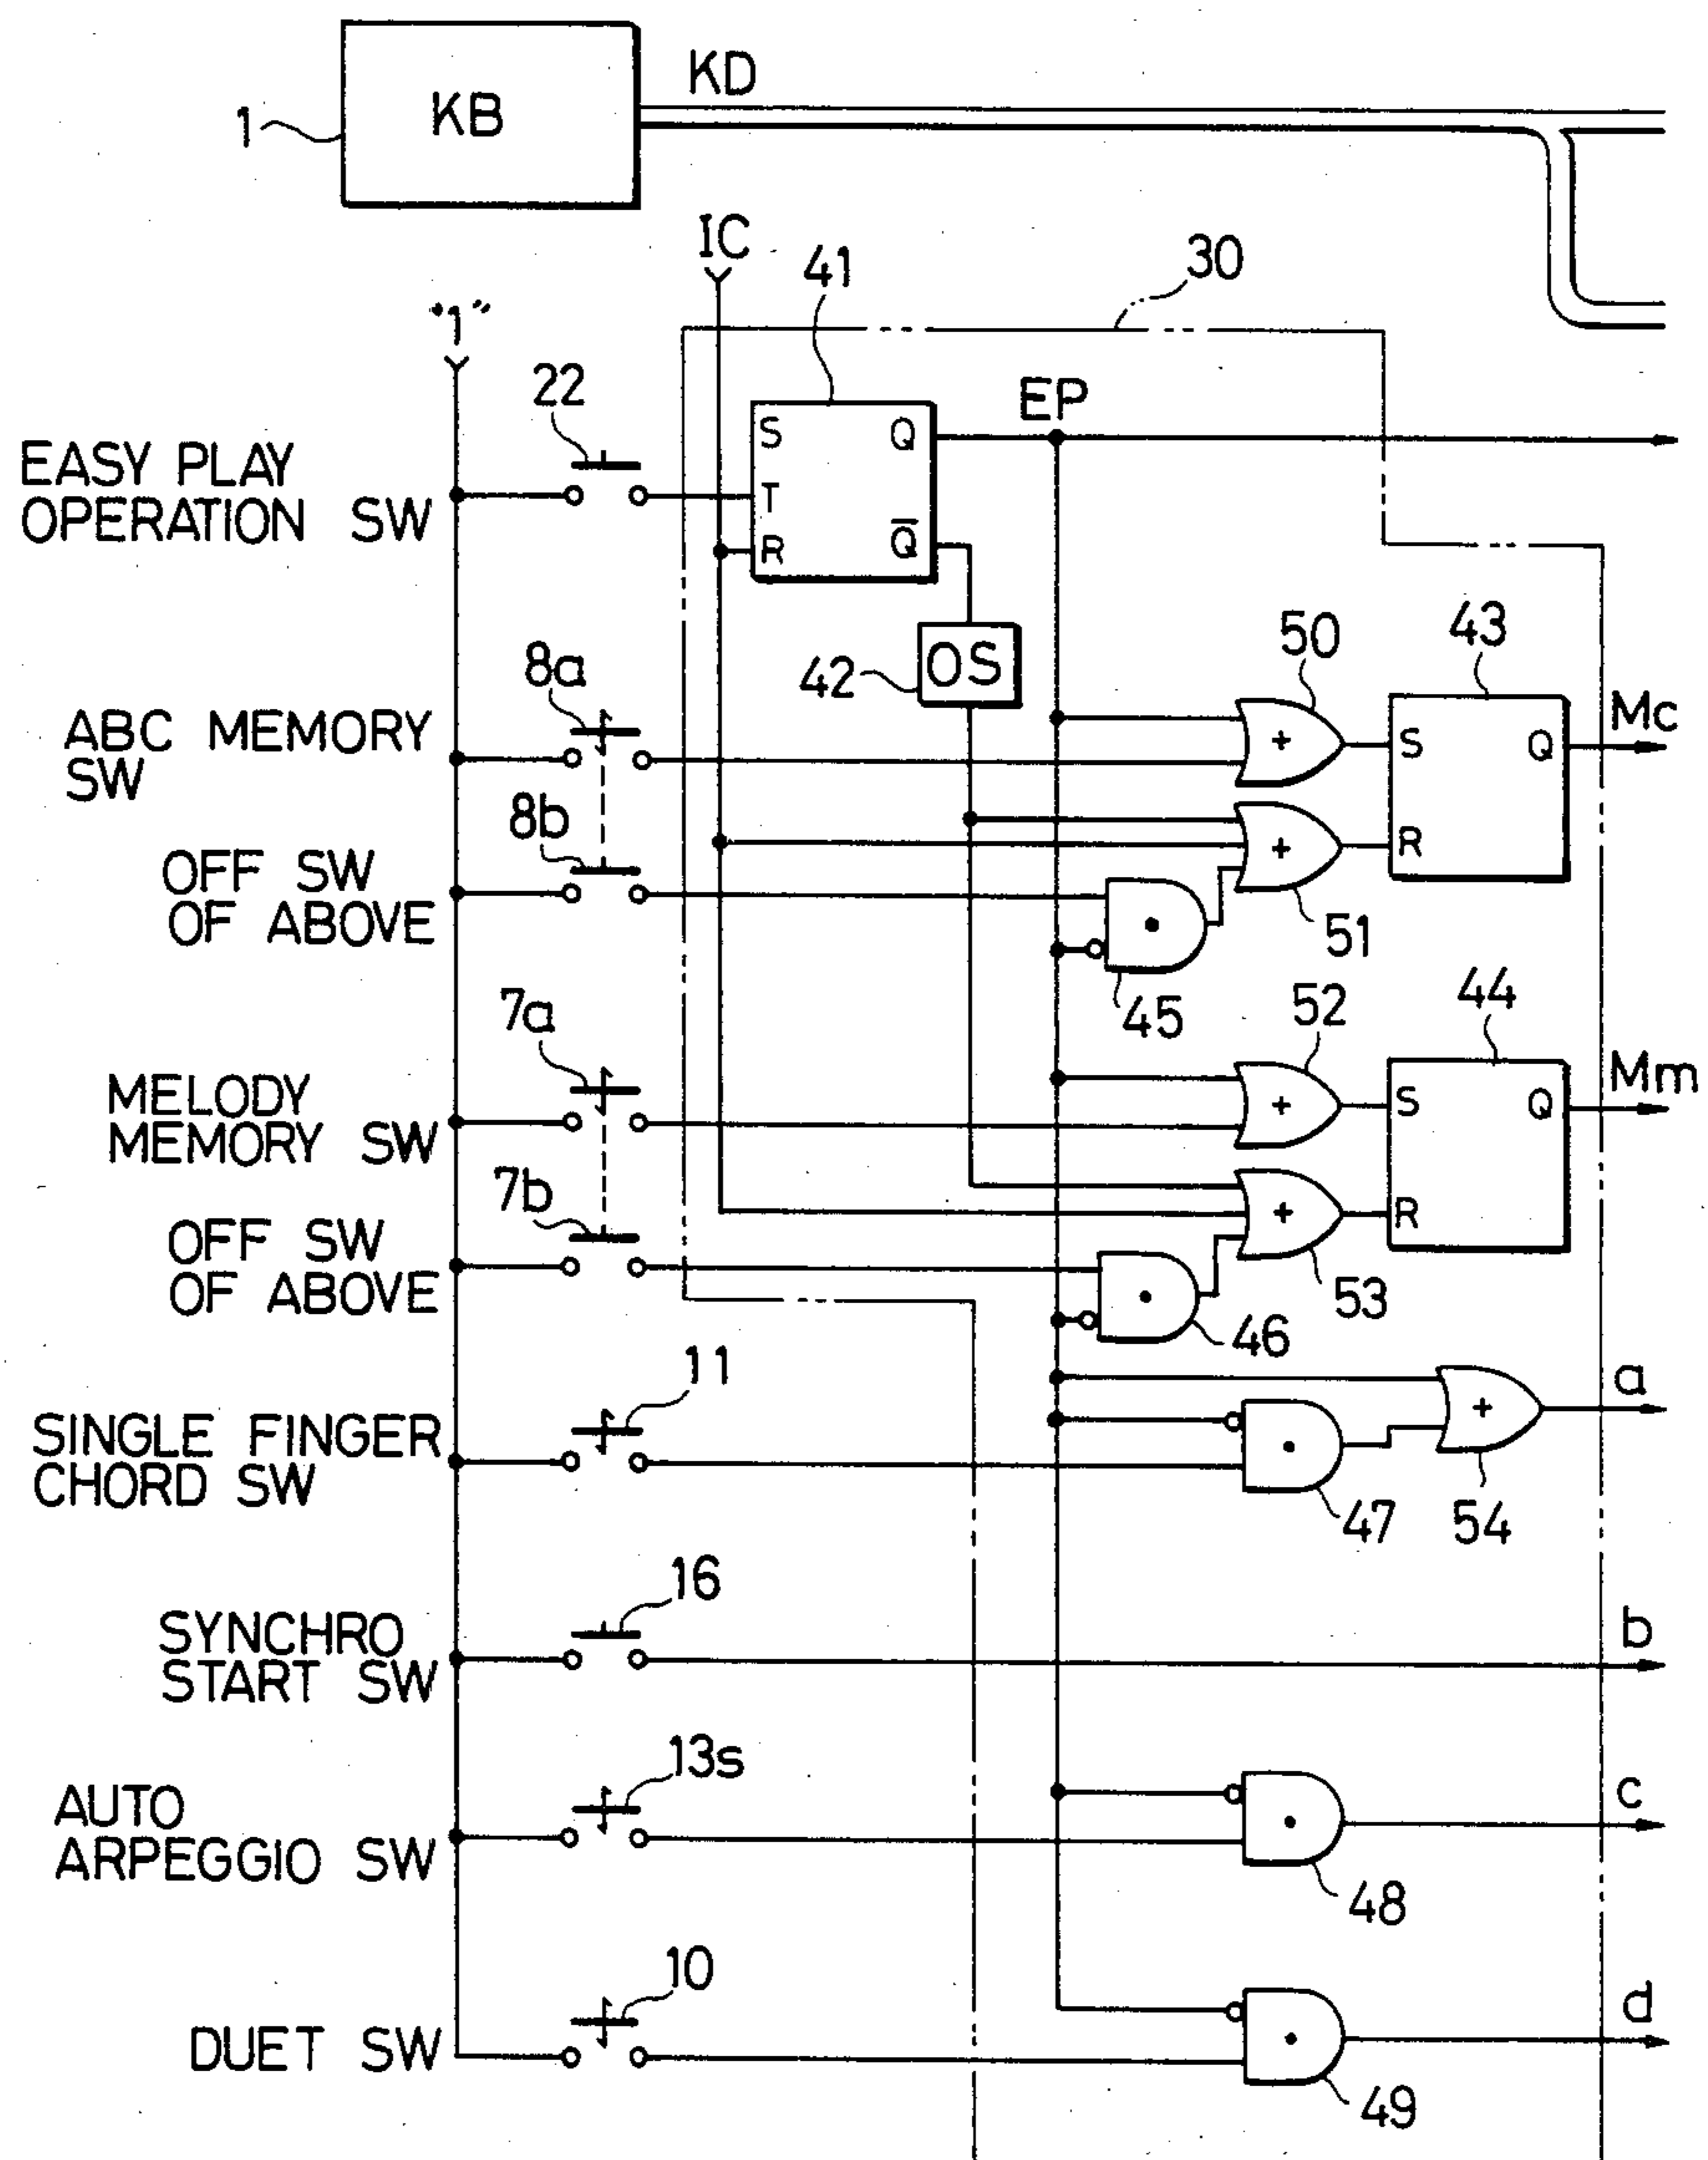 KB
KD
1
IC
41
30
"1"
22
EP
S Q
EASY PLAY
OPERATION SW
T
R Q̅
50
43
8a
42
OS
Mc
ABC MEMORY
SW
+
S Q
8b
OFF SW
OF ABOVE
+
R
•
51
45
7a
52
44
Mm
MELODY
MEMORY SW
+
S Q
7b
OFF SW
OF ABOVE
+
R
•
53
46
11
a
SINGLE FINGER
CHORD SW
+
•
47
54
16
b
SYNCHRO
START SW
13s
c
AUTO
ARPEGGIO SW
•
48
10
d
DUET SW
•
49